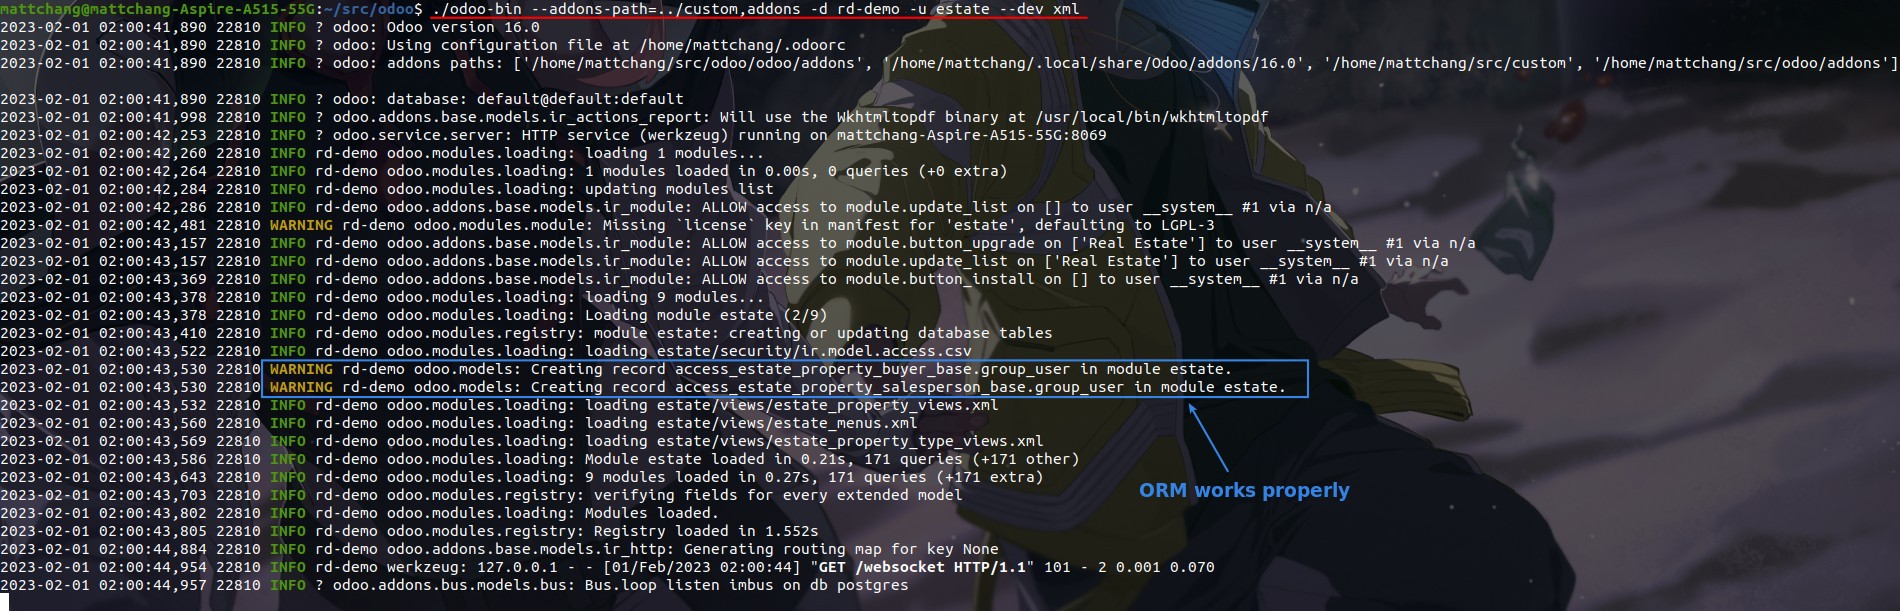 mattchang@mattchang-Aspire-A515-55G:~/src/odoo$ ./odoo-bin --addons-path=../custom,addons -d rd-demo -u estate --dev xml
2023-02-01 02:00:41,890 22810 INFO ? odoo: Odoo version 16.0
2023-02-01 02:00:41,890 22810 INFO ? odoo: Using configuration file at /home/mattchang/.odoorc
2023-02-01 02:00:41,890 22810 INFO ? odoo: addons paths: ['/home/mattchang/src/odoo/odoo/addons', '/home/mattchang/.local/share/Odoo/addons/16.0', '/home/mattchang/src/custom', '/home/mattchang/src/odoo/addons']
2023-02-01 02:00:41,890 22810 INFO ? odoo: database: default@default:default
2023-02-01 02:00:41,998 22810 INFO ? odoo.addons.base.models.ir_actions_report: Will use the Wkhtmltopdf binary at /usr/local/bin/wkhtmltopdf
2023-02-01 02:00:42,253 22810 INFO ? odoo.service.server: HTTP service (werkzeug) running on mattchang-Aspire-A515-55G:8069
2023-02-01 02:00:42,260 22810 INFO rd-demo odoo.modules.loading: loading 1 modules...
2023-02-01 02:00:42,264 22810 INFO rd-demo odoo.modules.loading: 1 modules loaded in 0.00s, 0 queries (+0 extra)
2023-02-01 02:00:42,284 22810 INFO rd-demo odoo.modules.loading: updating modules list
2023-02-01 02:00:42,286 22810 INFO rd-demo odoo.addons.base.models.ir_module: ALLOW access to module.update_list on [] to user __system__ #1 via n/a
2023-02-01 02:00:42,481 22810 WARNING rd-demo odoo.modules.module: Missing `license` key in manifest for 'estate', defaulting to LGPL-3
2023-02-01 02:00:43,157 22810 INFO rd-demo odoo.addons.base.models.ir_module: ALLOW access to module.button_upgrade on ['Real Estate'] to user __system__ #1 via n/a
2023-02-01 02:00:43,157 22810 INFO rd-demo odoo.addons.base.models.ir_module: ALLOW access to module.update_list on ['Real Estate'] to user __system__ #1 via n/a
2023-02-01 02:00:43,369 22810 INFO rd-demo odoo.addons.base.models.ir_module: ALLOW access to module.button_install on [] to user __system__ #1 via n/a
2023-02-01 02:00:43,378 22810 INFO rd-demo odoo.modules.loading: loading 9 modules...
2023-02-01 02:00:43,378 22810 INFO rd-demo odoo.modules.loading: Loading module estate (2/9)
2023-02-01 02:00:43,410 22810 INFO rd-demo odoo.modules.registry: module estate: creating or updating database tables
2023-02-01 02:00:43,522 22810 INFO rd-demo odoo.modules.loading: loading estate/security/ir.model.access.csv
2023-02-01 02:00:43,530 22810 WARNING rd-demo odoo.models: Creating record access_estate_property_buyer_base.group_user in module estate.
2023-02-01 02:00:43,530 22810 WARNING rd-demo odoo.models: Creating record access_estate_property_salesperson_base.group_user in module estate.
2023-02-01 02:00:43,532 22810 INFO rd-demo odoo.modules.loading: loading estate/views/estate_property_views.xml
2023-02-01 02:00:43,560 22810 INFO rd-demo odoo.modules.loading: loading estate/views/estate_menus.xml
2023-02-01 02:00:43,569 22810 INFO rd-demo odoo.modules.loading: loading estate/views/estate_property_type_views.xml
2023-02-01 02:00:43,586 22810 INFO rd-demo odoo.modules.loading: Module estate loaded in 0.21s, 171 queries (+171 other)
2023-02-01 02:00:43,643 22810 INFO rd-demo odoo.modules.loading: 9 modules loaded in 0.27s, 171 queries (+171 extra)
2023-02-01 02:00:43,703 22810 INFO rd-demo odoo.modules.registry: verifying fields for every extended model
ORM works properly
2023-02-01 02:00:43,802 22810 INFO rd-demo odoo.modules.loading: Modules loaded.
2023-02-01 02:00:43,805 22810 INFO rd-demo odoo.modules.registry: Registry loaded in 1.552s
2023-02-01 02:00:44,884 22810 INFO rd-demo odoo.addons.base.models.ir_http: Generating routing map for key None
2023-02-01 02:00:44,954 22810 INFO rd-demo werkzeug: 127.0.0.1 - - [01/Feb/2023 02:00:44] "GET /websocket HTTP/1.1" 101 - 2 0.001 0.070
2023-02-01 02:00:44,957 22810 INFO ? odoo.addons.bus.models.bus: Bus.loop listen imbus on db postgres